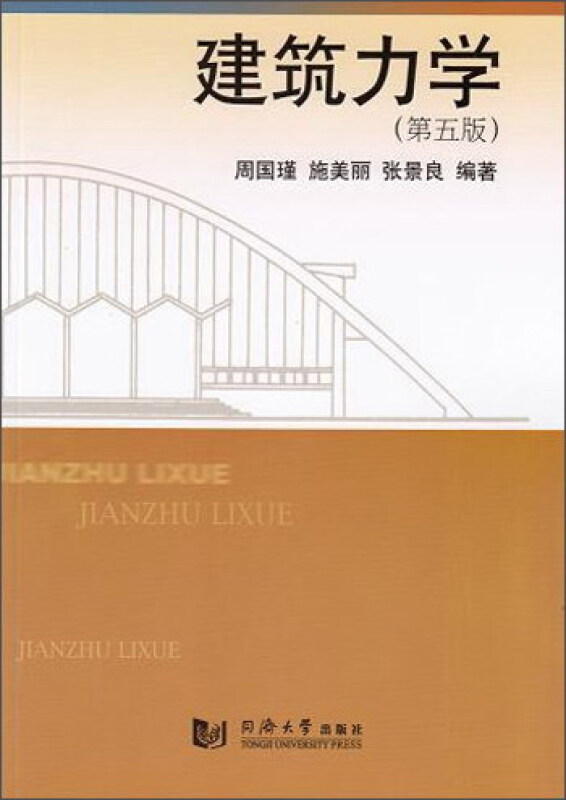 建筑力学
(第五版)
周国瑾 施美丽 张景良 编著
JIANZHU LIXUE
JIANZHU LIXUE
JIANZHU LIXUE
同济大学出版社
TONGJI UNIVERSITY PRESS